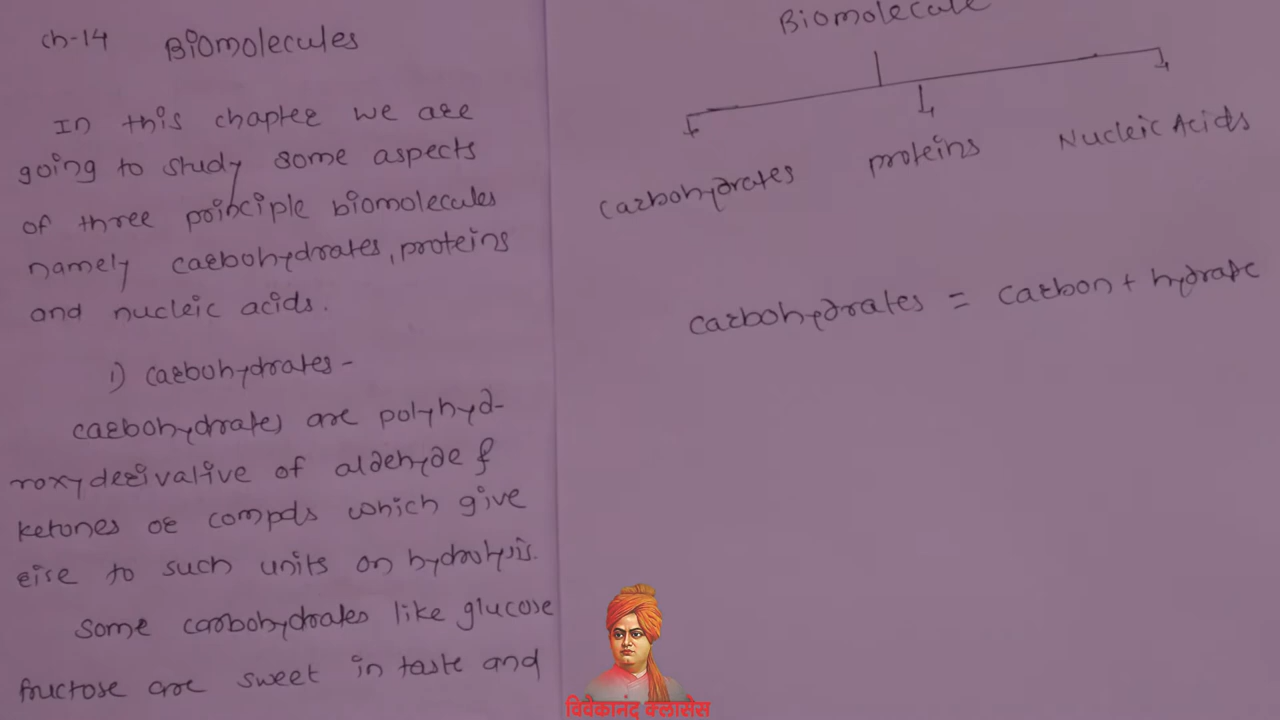 ch-14 Biomolecules
In this chapter we are
going to study some aspects
of three principle biomolecules
namely carbohydrates, proteins
and nucleic acids.
1) carbohydrates -
carbohydrates are polyhyd-
roxyderivative of aldehyde &
ketones or compds which give
rise to such units on hydrolysis.
Some carbohydrates like glucose
fructose are sweet in taste and
Biomolecule
carbohydrates proteins Nucleic Acids
carbohydrates = carbon + hydrate
विवेकानंद क्लासेस